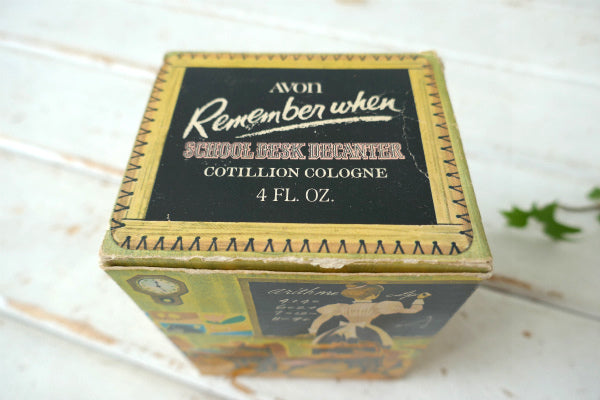 AVON
Remember when
SCHOOL DESK DECANTER
COTILLION COLOGNE
4 FL. OZ.